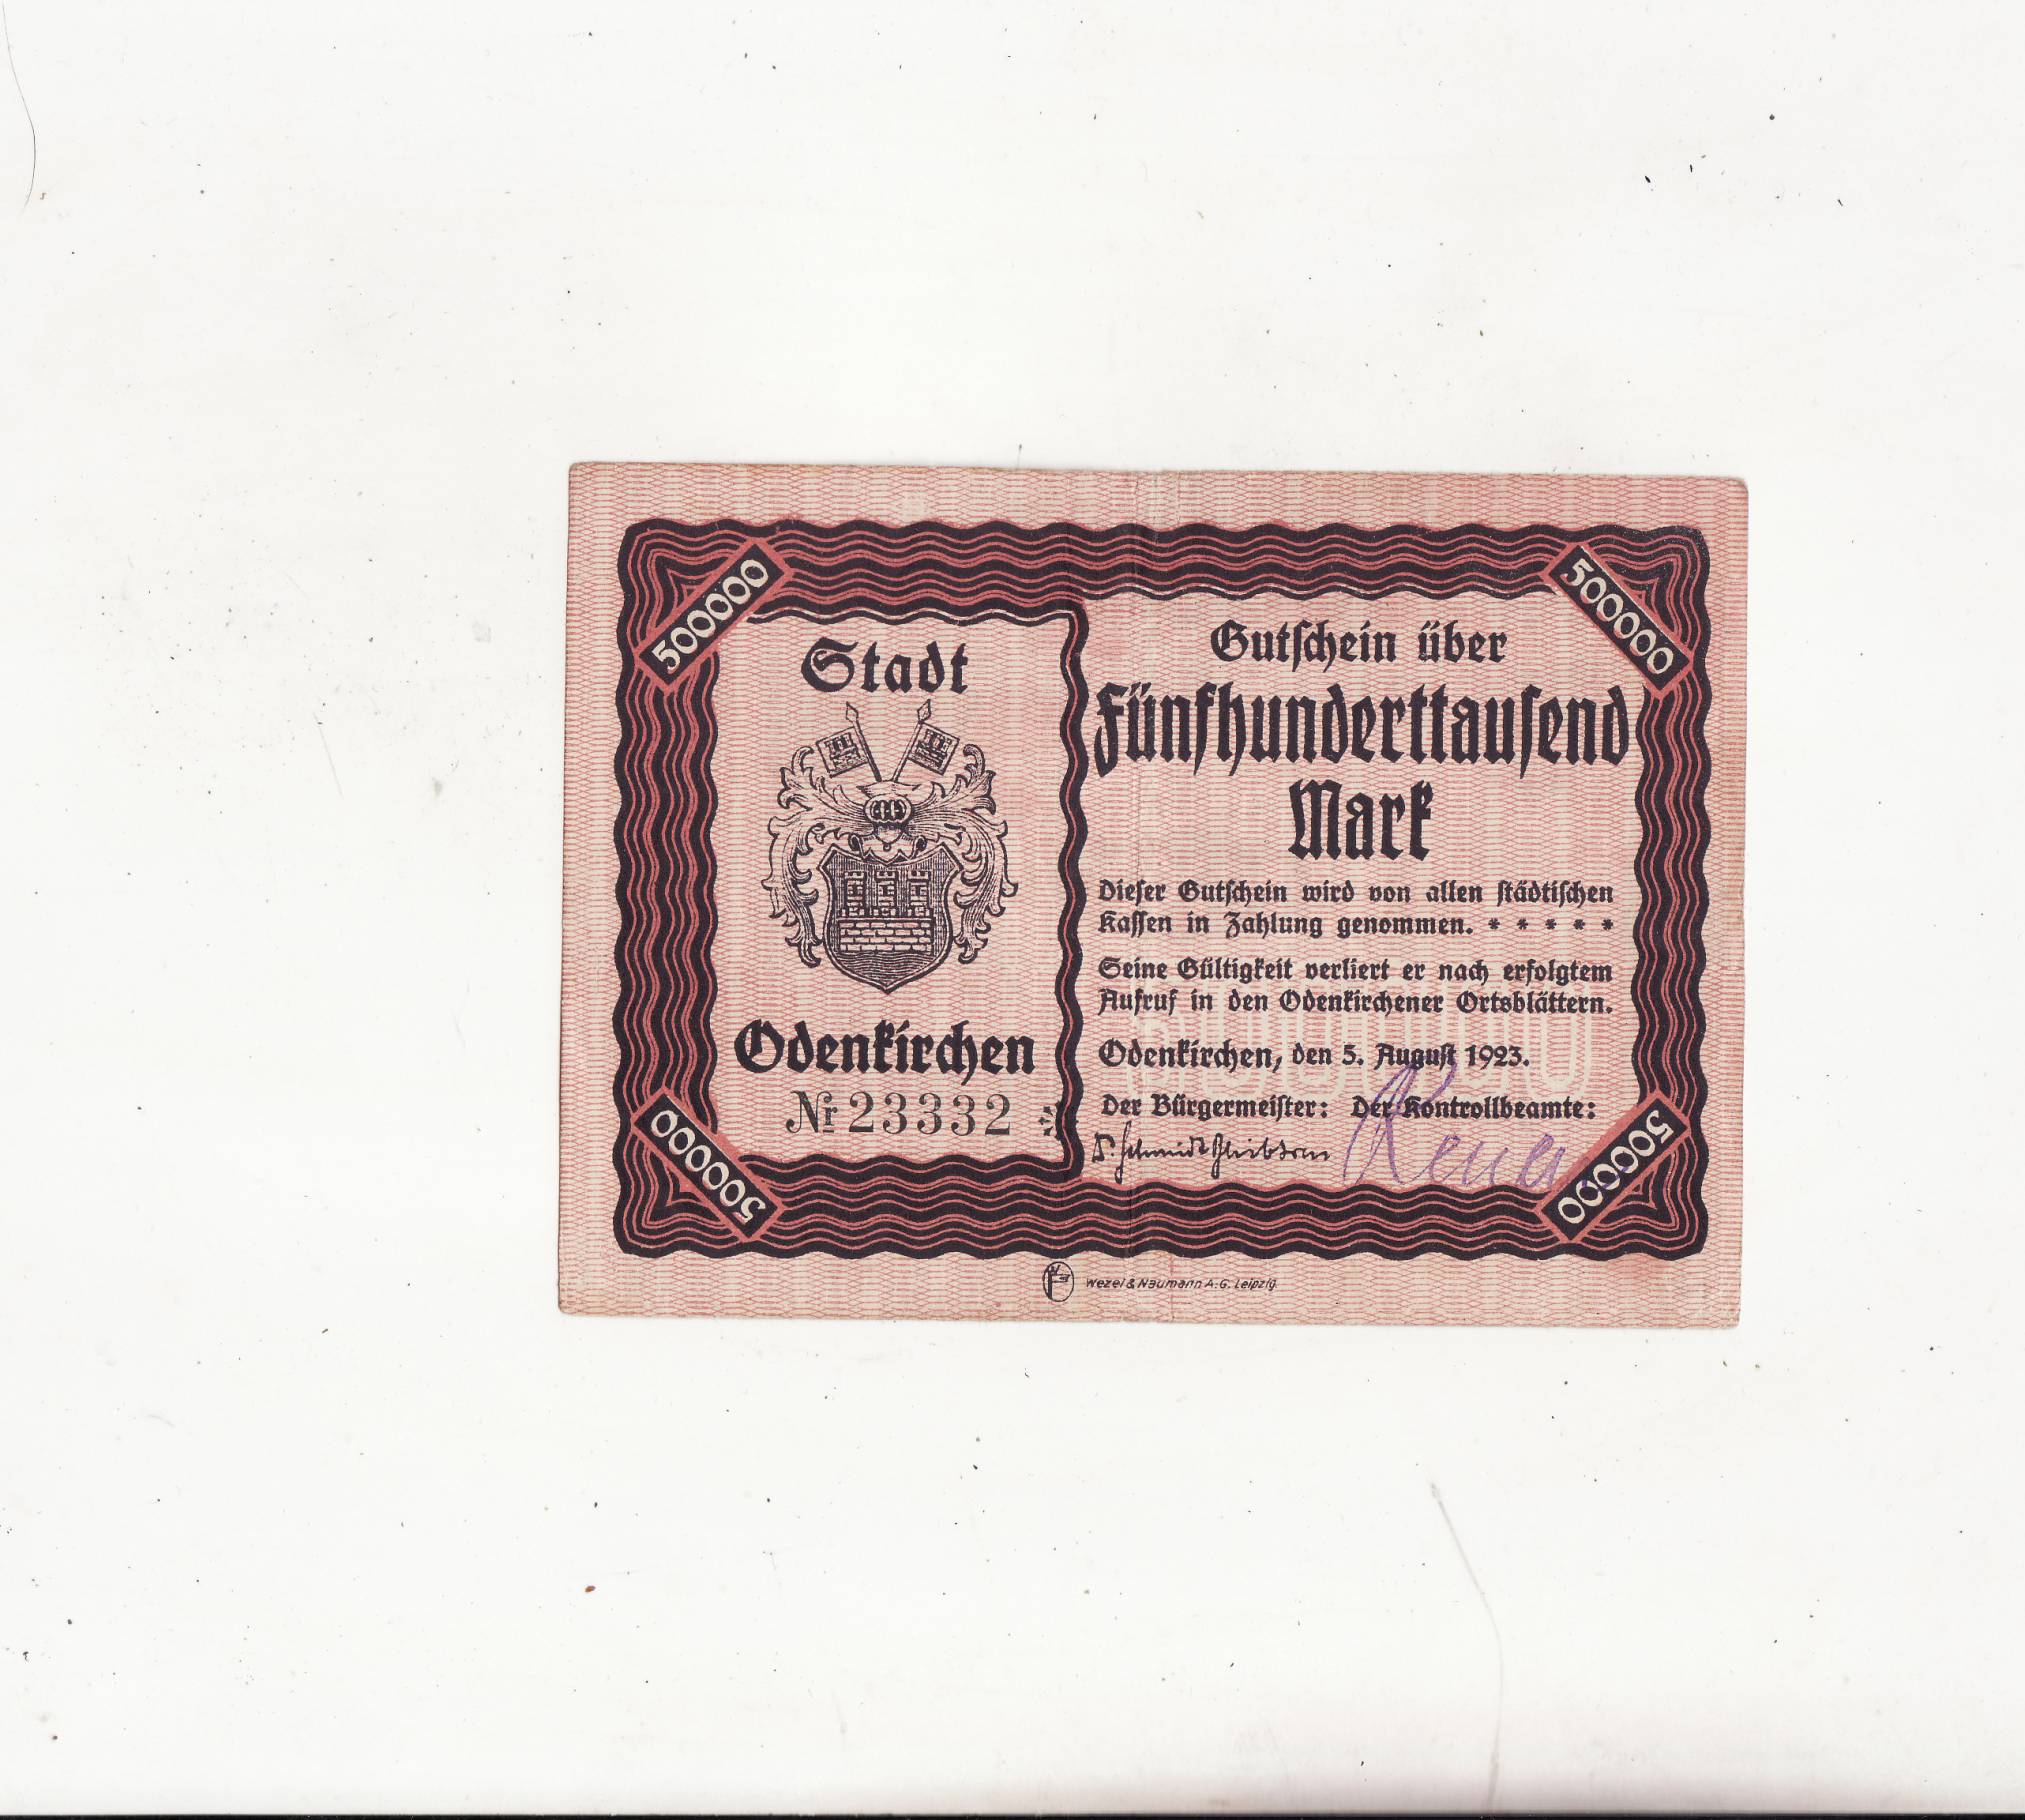 500000
500000
Stadt
Odenkirchen
Nr 23332
Gutschein über
Fünfhunderttausend
Mark
Dieser Gutschein wird von allen städtischen
Kassen in Zahlung genommen. * * * * *
Seine Gültigkeit verliert er nach erfolgtem
Aufruf in den Odenkirchener Ortsblättern.
500000
Odenkirchen, den 5. August 1923.
Der Bürgermeister: Der Kontrollbeamte:
500000
500000
Wezel & Naumann A.-G. Leipzig.